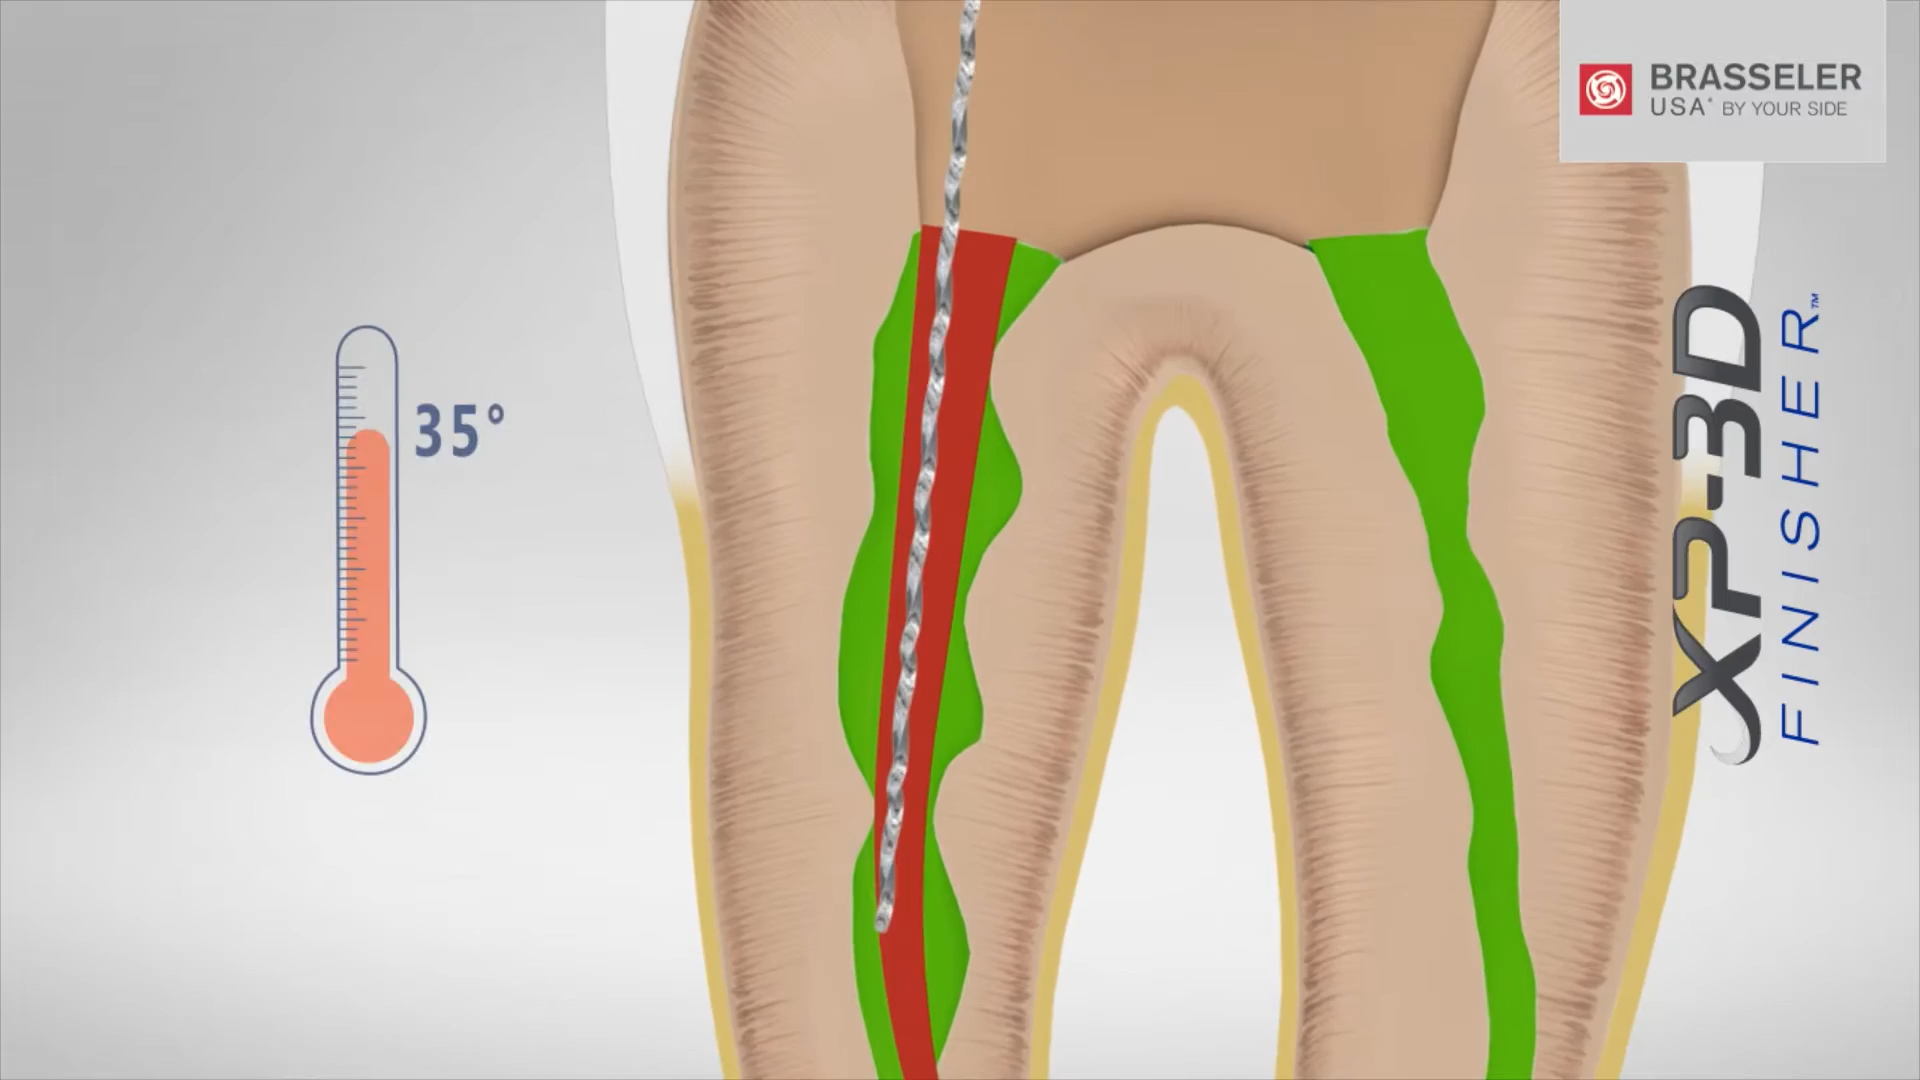 BRASSELER
USA® BY YOUR SIDE
35°
XP-3D
FINISHER™